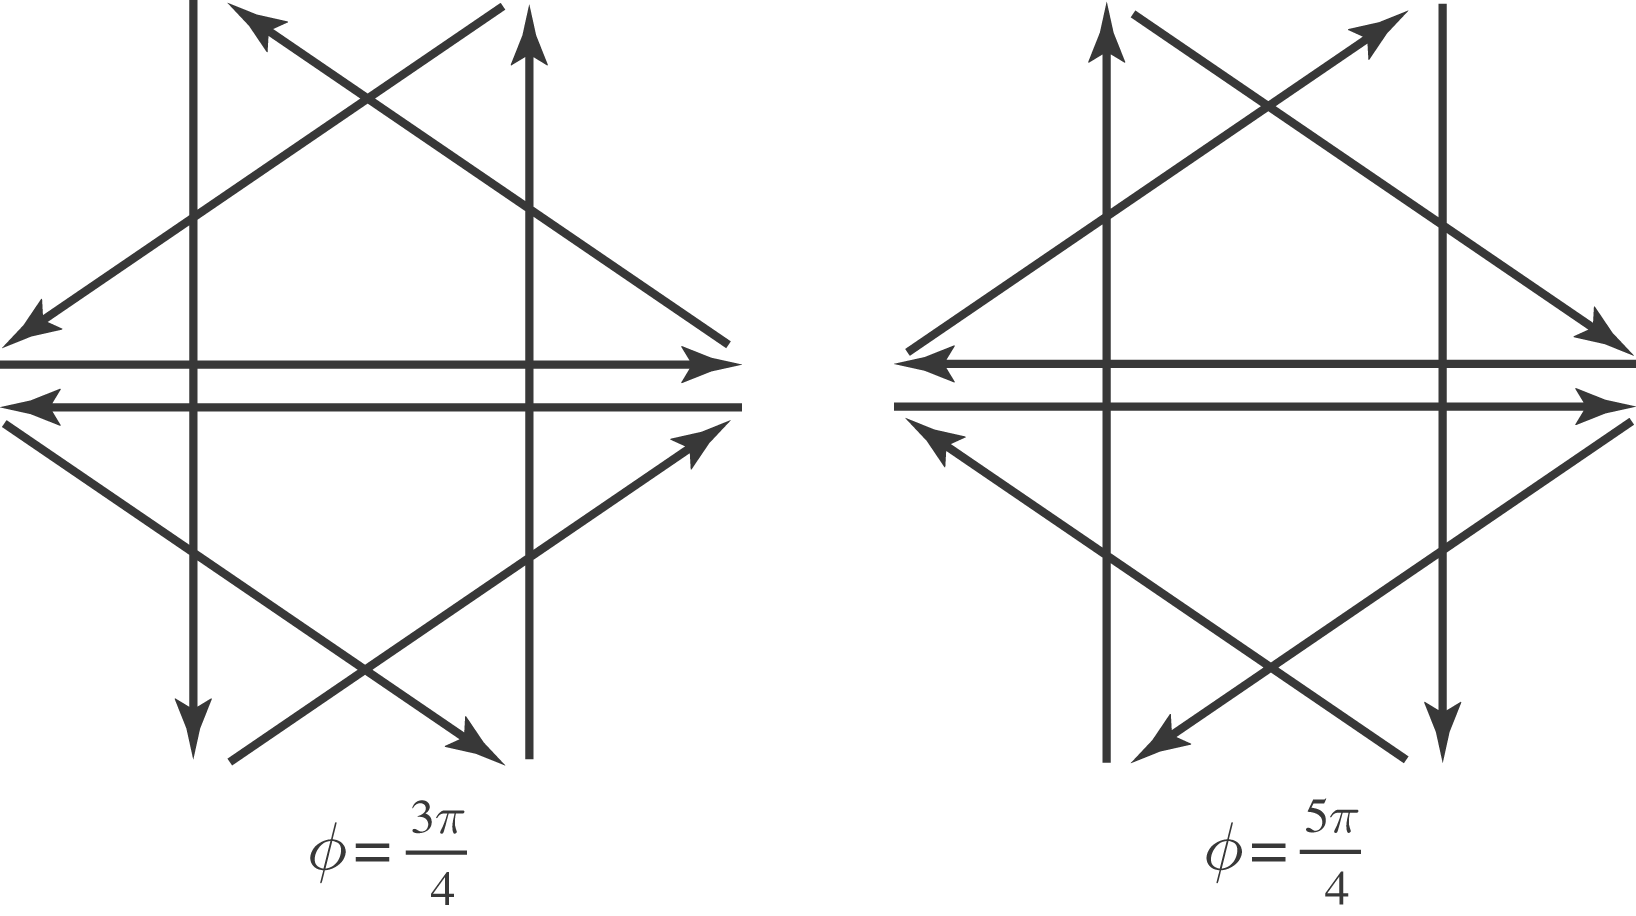 ϕ = 3π/4
ϕ = 5π/4